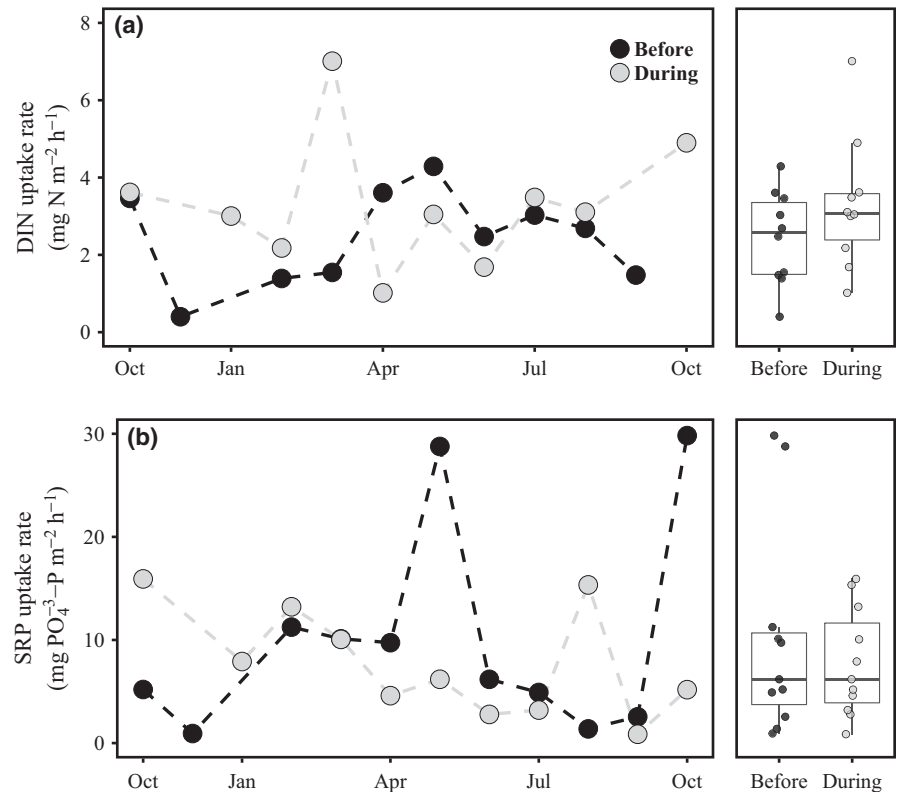 (a)
Before
During
8
6
4
2
0
DIN uptake rate
(mg N m⁻² h⁻¹)
Oct Jan Apr Jul Oct
Before During
(b)
30
20
10
0
SRP uptake rate
(mg PO₄⁻³–P m⁻² h⁻¹)
Oct Jan Apr Jul Oct
Before During